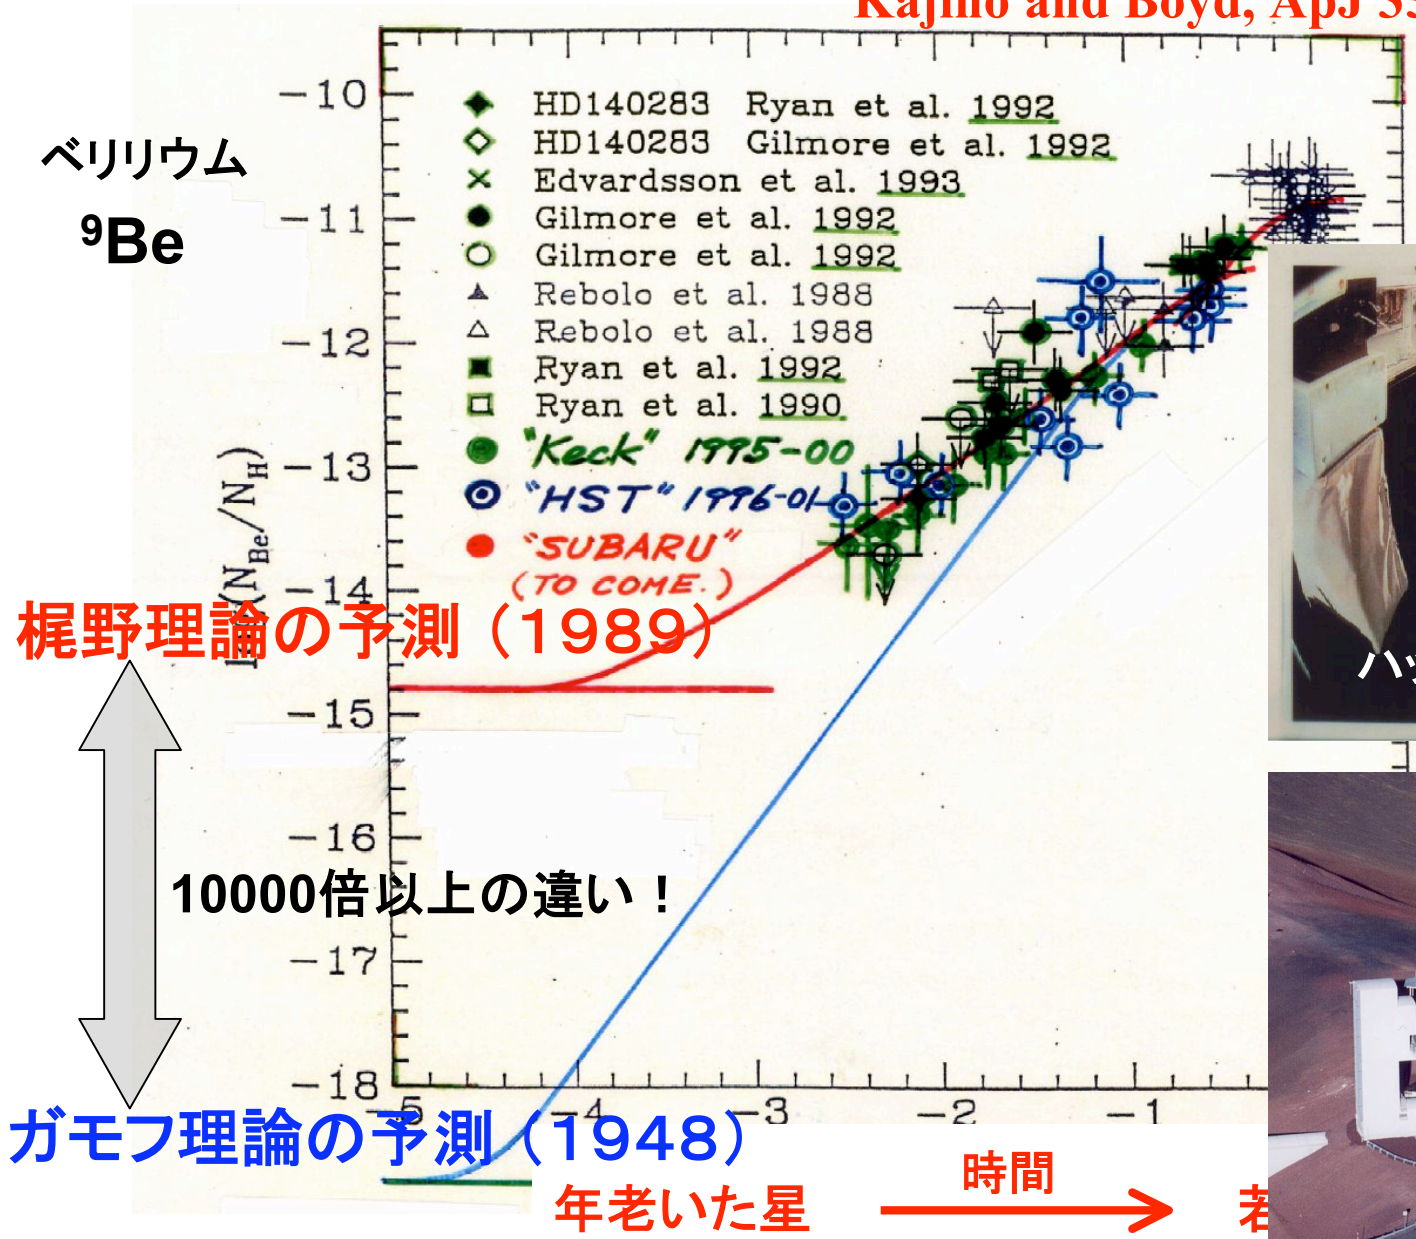 Kajino and Boyd, ApJ
ベリリウム
⁹Be
HD140283 Ryan et al. 1992
HD140283 Gilmore et al. 1992
Edvardsson et al. 1993
Gilmore et al. 1992
Gilmore et al. 1992
Rebolo et al. 1988
Rebolo et al. 1988
Ryan et al. 1992
Ryan et al. 1990
"Keck" 1995-00
"HST" 1996-01
"SUBARU"
(TO COME.)
-10
-11
-12
-13
-14
-15
-16
-17
-18
(N_Be/N_H)
梶野理論の予測（1989）
10000倍以上の違い！
-5
-4
-3
-2
-1
ガモフ理論の予測（1948）
時間
年老いた星